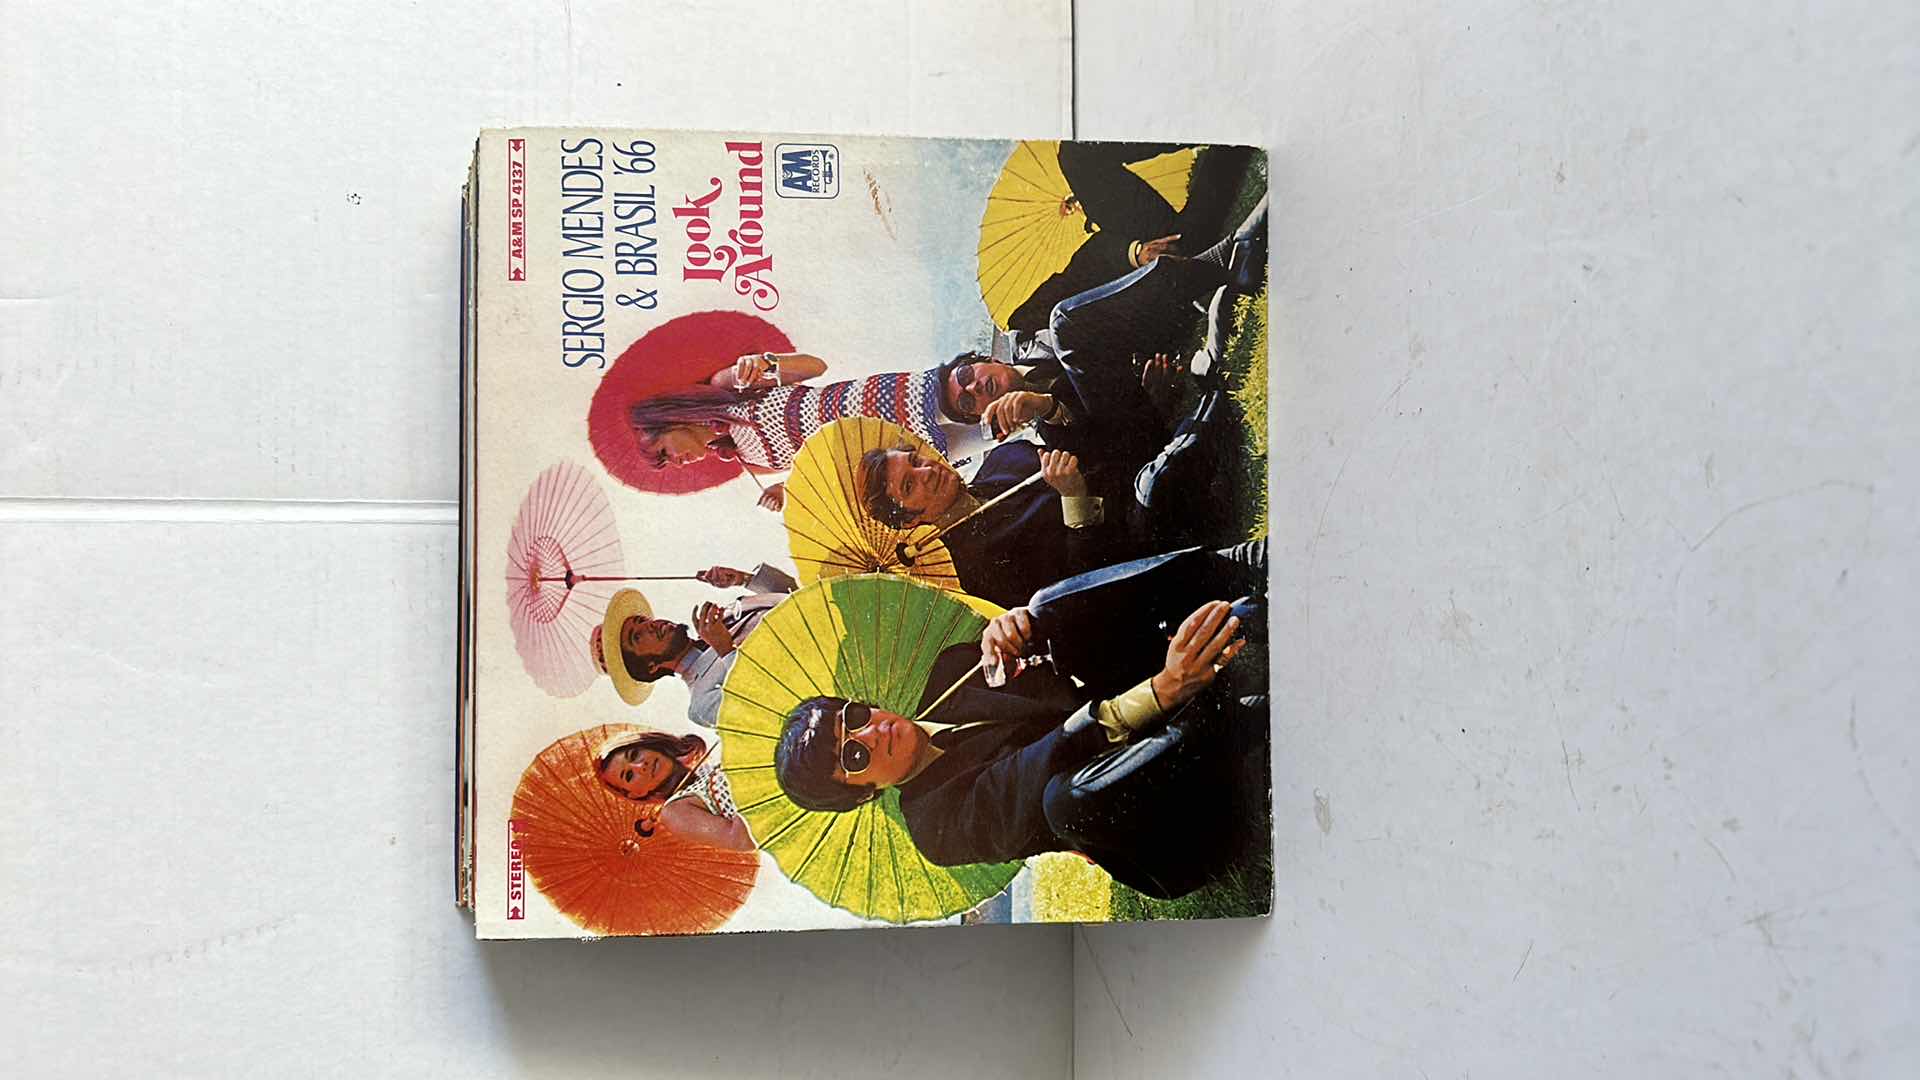 STEREO
A&M SP 4137
SERGIO MENDES
& BRASIL '66
Look
Around
A&M
RECORDS